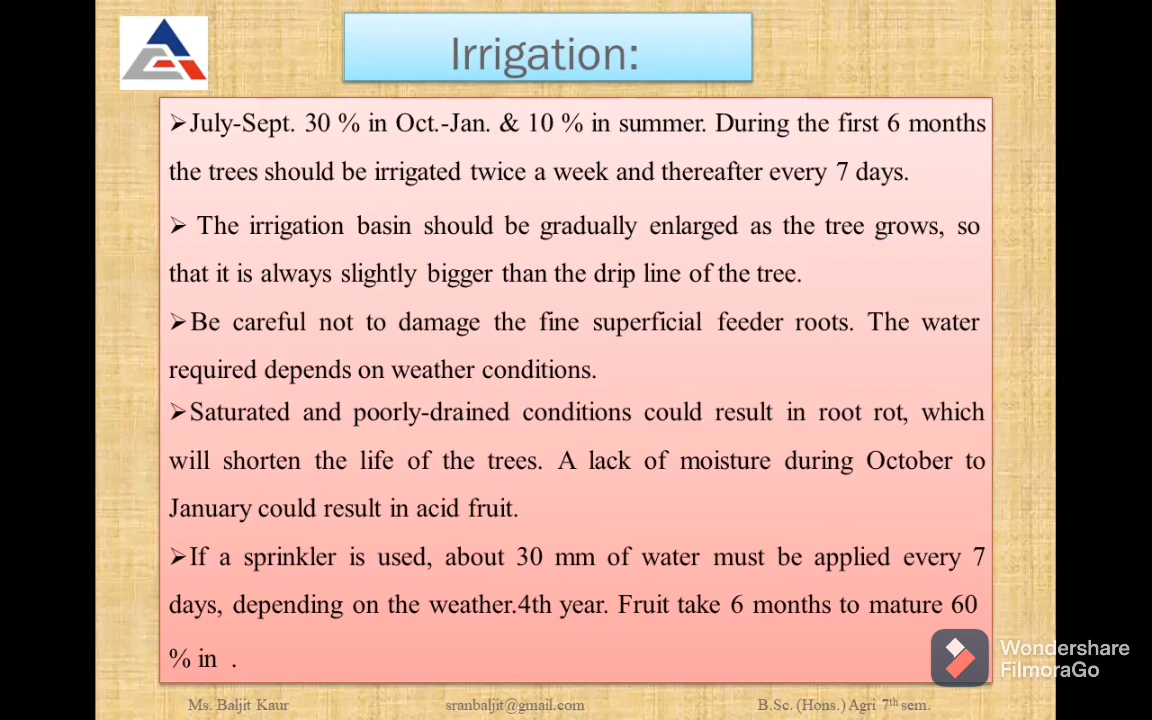 Irrigation:
➢July-Sept. 30 % in Oct.-Jan. & 10 % in summer. During the first 6 months
the trees should be irrigated twice a week and thereafter every 7 days.
➢ The irrigation basin should be gradually enlarged as the tree grows, so
that it is always slightly bigger than the drip line of the tree.
➢Be careful not to damage the fine superficial feeder roots. The water
required depends on weather conditions.
➢Saturated and poorly-drained conditions could result in root rot, which
will shorten the life of the trees. A lack of moisture during October to
January could result in acid fruit.
➢If a sprinkler is used, about 30 mm of water must be applied every 7
days, depending on the weather.4th year. Fruit take 6 months to mature 60
% in .
Wondershare
FilmoraGo
Ms. Baljit Kaur sranbaljit@gmail.com B.Sc. (Hons.) Agri 7th sem.